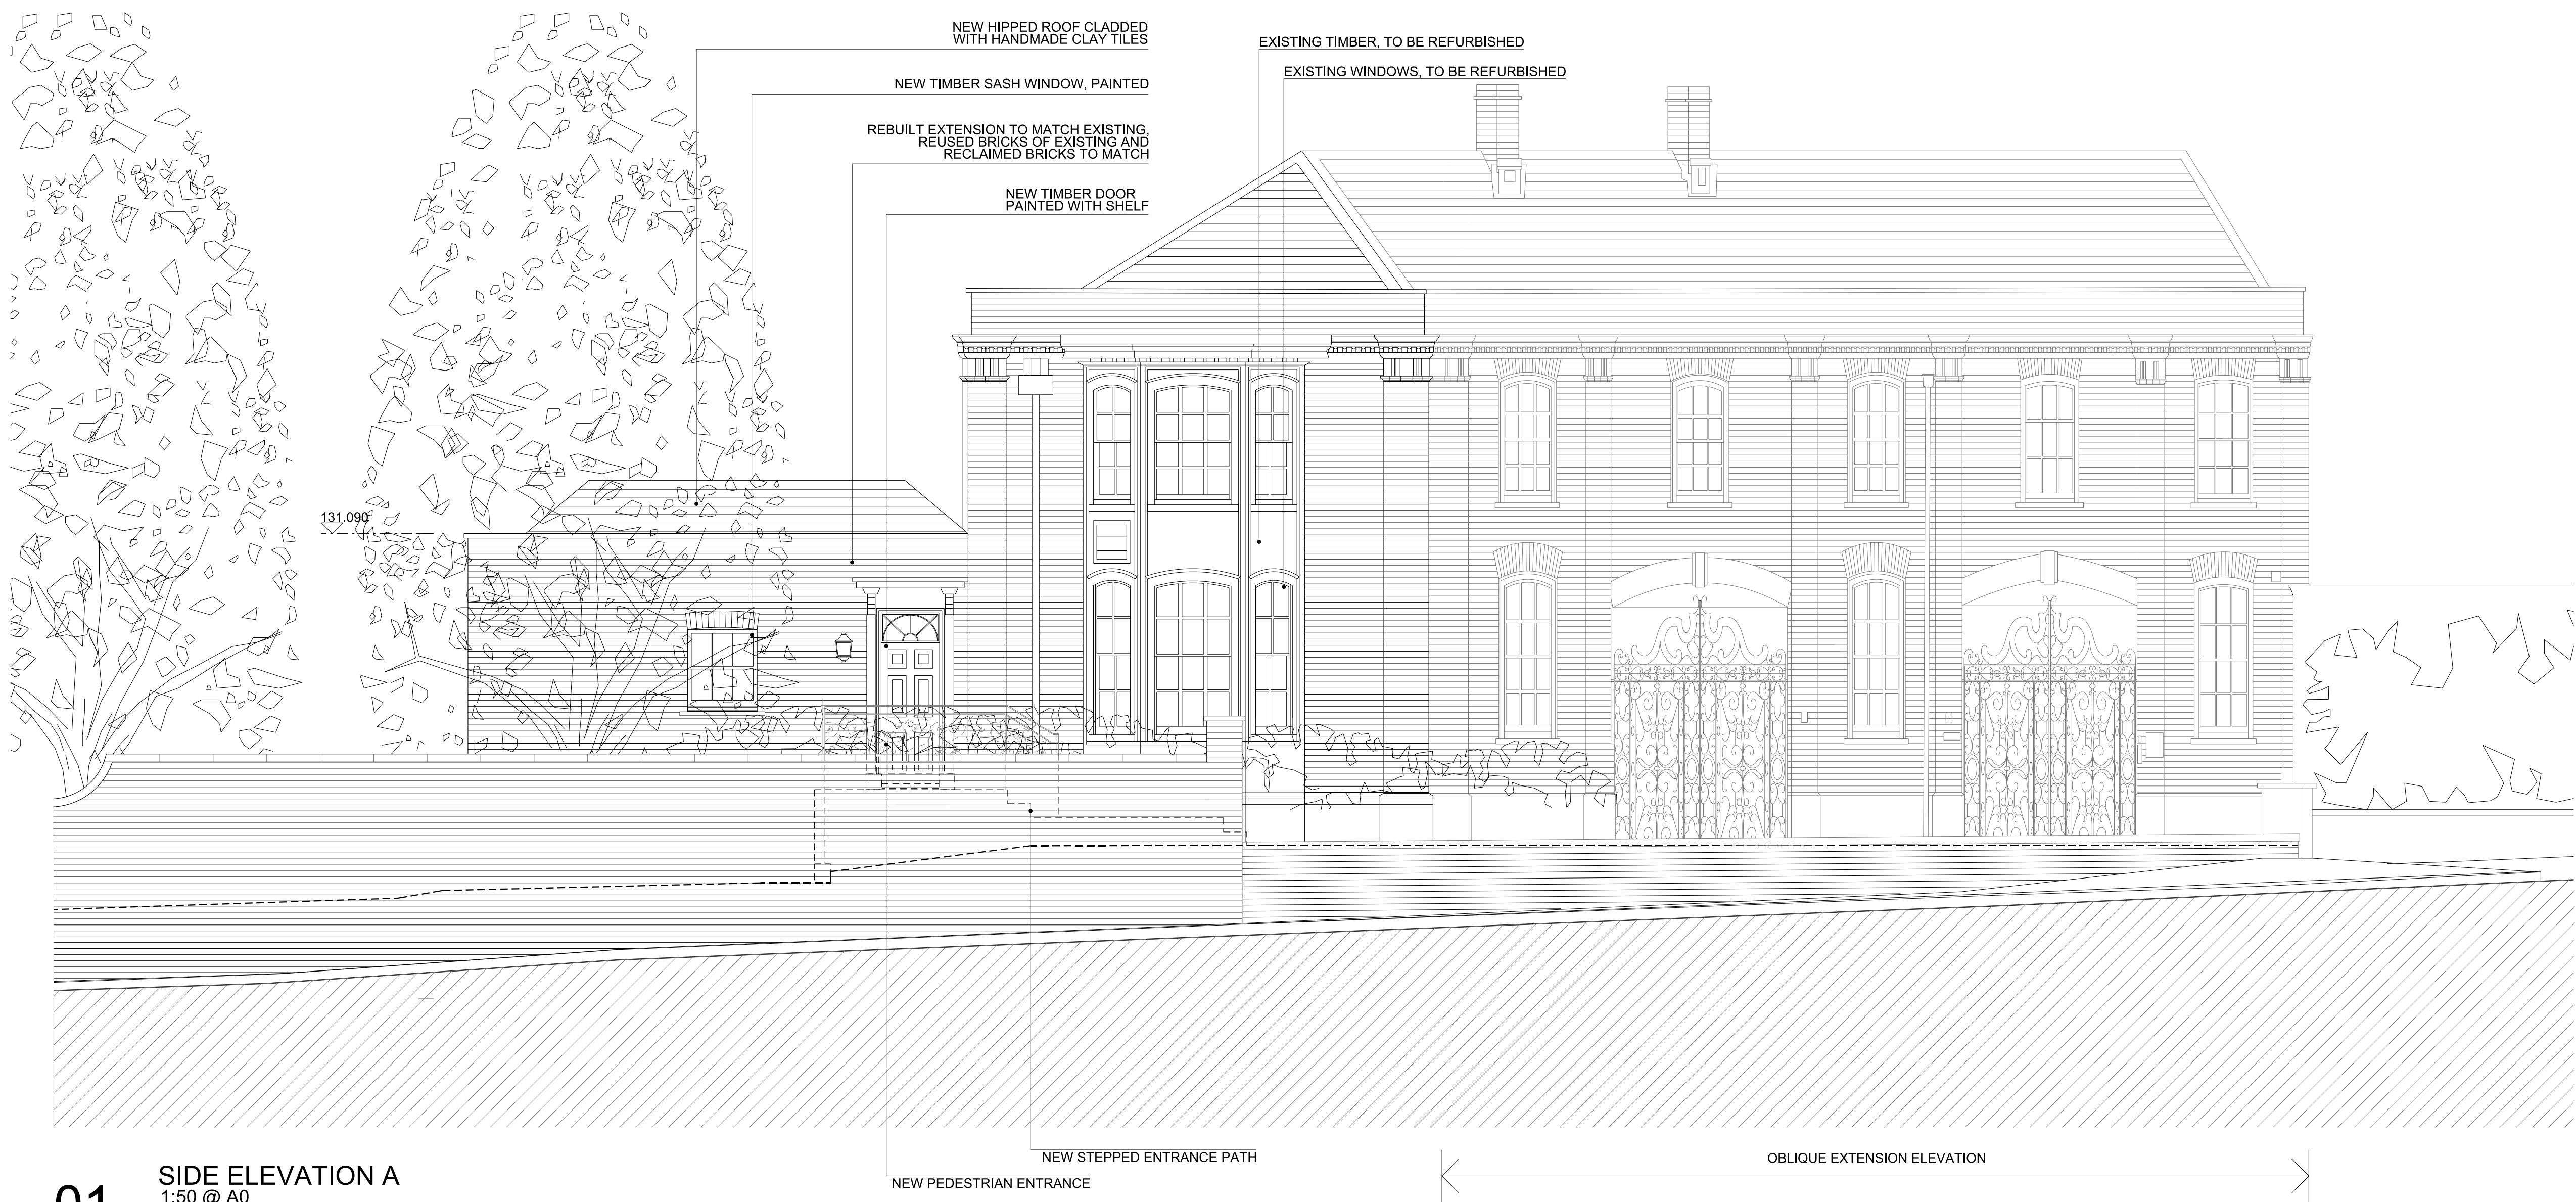 NEW HIPPED ROOF CLADDED
WITH HANDMADE CLAY TILES
EXISTING TIMBER, TO BE REFURBISHED
EXISTING WINDOWS, TO BE REFURBISHED
NEW TIMBER SASH WINDOW, PAINTED
REBUILT EXTENSION TO MATCH EXISTING,
REUSED BRICKS OF EXISTING AND
RECLAIMED BRICKS TO MATCH
NEW TIMBER DOOR
PAINTED WITH SHELF
131.090
NEW STEPPED ENTRANCE PATH
OBLIQUE EXTENSION ELEVATION
NEW PEDESTRIAN ENTRANCE
01
SIDE ELEVATION A
1:50 @ A0